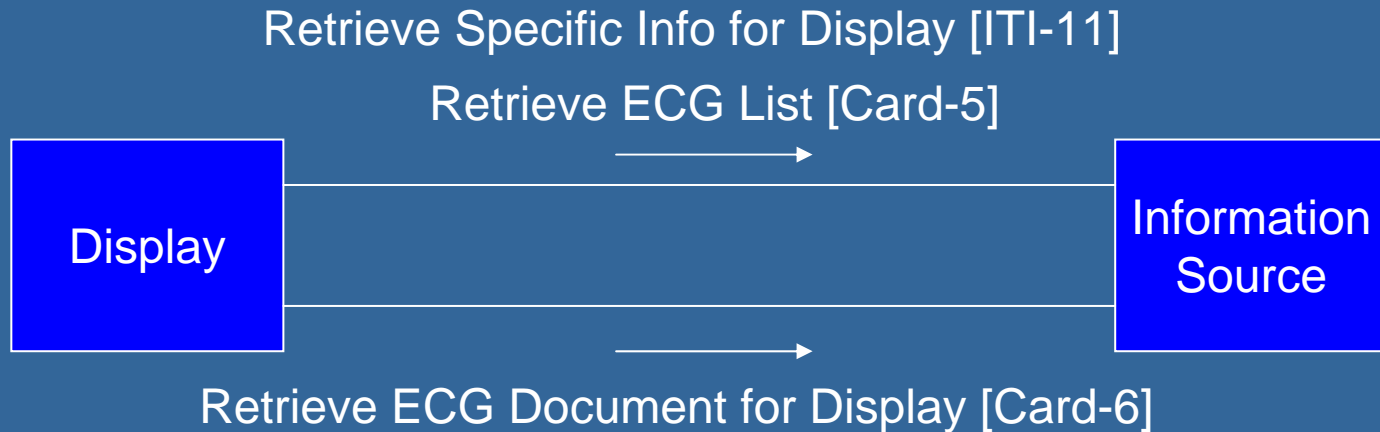 Retrieve Specific Info for Display [ITI-11]
Retrieve ECG List [Card-5]
Display
Information
Source
Retrieve ECG Document for Display [Card-6]